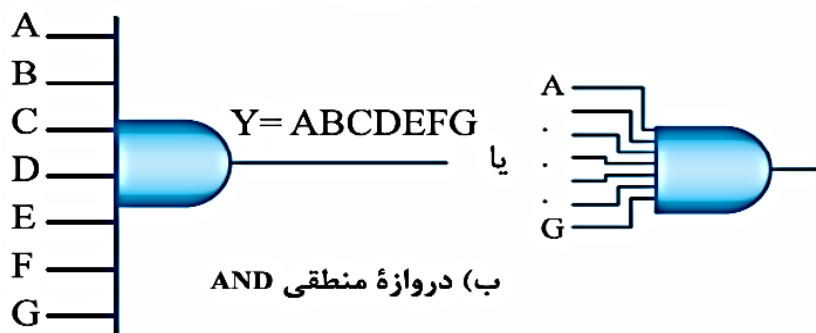 A
B
C
D
E
F
G
Y= ABCDEFG
یا
A
.
.
.
.
G
ب) دروازهٔ منطقی AND